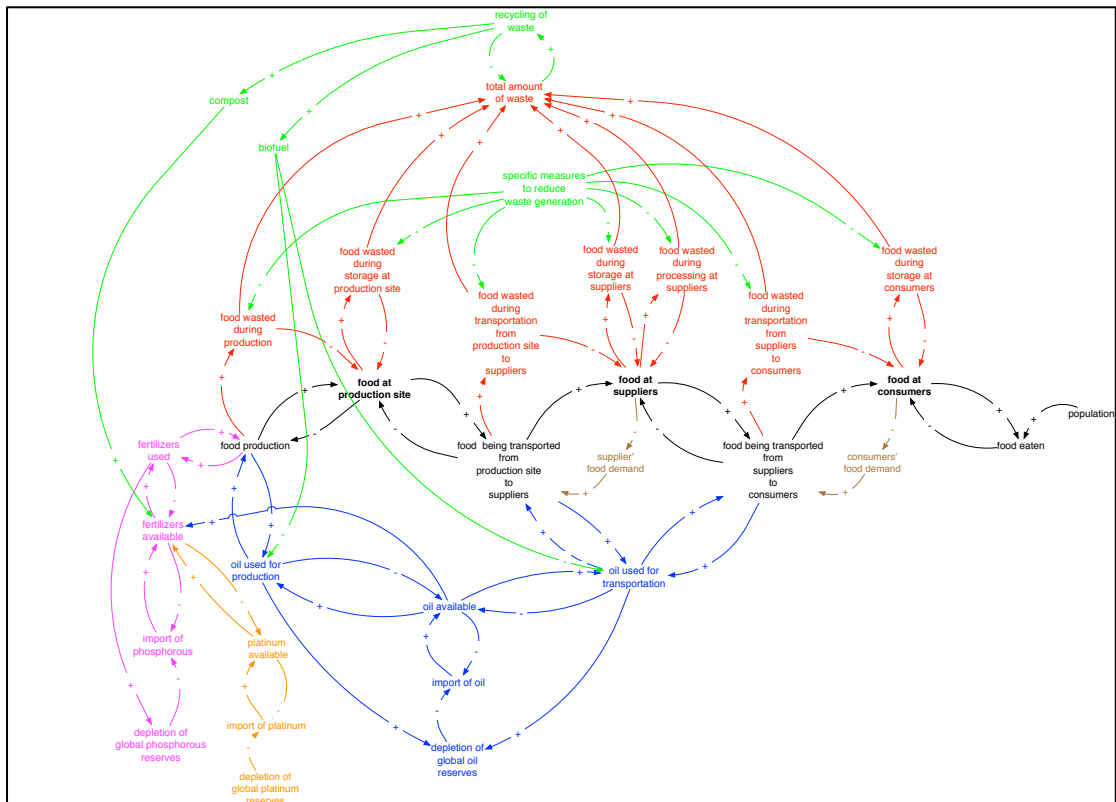 recycling of
waste
total amount
of waste
compost
biofuel
specific measures
to reduce
waste generation
food wasted
during
storage at
production site
food wasted
during
storage at
suppliers
food wasted
during
processing at
suppliers
food wasted
during
storage at
consumers
food wasted
during
transportation
from
production site
to
suppliers
food wasted
during
transportation
from
suppliers
to
consumers
food wasted
during
production
food at
production site
food at
suppliers
food at
consumers
population
fertilizers
used
food production
food being transported
from
production site
to
suppliers
supplier'
food demand
food being transported
from
suppliers
to
consumers
consumers'
food demand
food eaten
fertilizers
available
oil used for
production
oil used for
transportation
oil available
import of
phosphorous
platinum
available
import of oil
import of platinum
depletion of
global phosphorous
reserves
depletion of
global oil
reserves
depletion of
global platinum
reserves